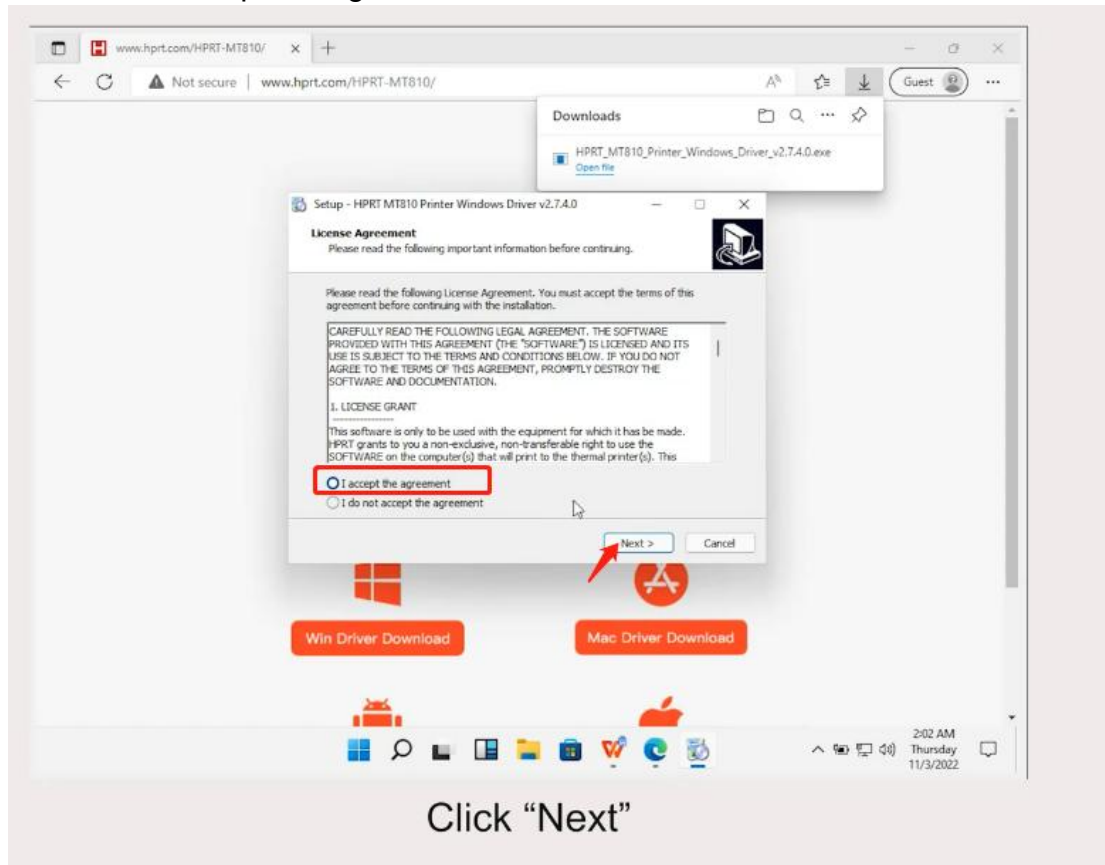 www.hprt.com/HPRT-MT810/
Not secure | www.hprt.com/HPRT-MT810/
Guest
Downloads
HPRT_MT810_Printer_Windows_Driver_v2.7.4.0.exe
Open file
Setup - HPRT MT810 Printer Windows Driver v2.7.4.0
License Agreement
Please read the following important information before continuing.
Please read the following License Agreement. You must accept the terms of this
agreement before continuing with the installation.
CAREFULLY READ THE FOLLOWING LEGAL AGREEMENT. THE SOFTWARE
PROVIDED WITH THIS AGREEMENT (THE "SOFTWARE") IS LICENSED AND ITS
USE IS SUBJECT TO THE TERMS AND CONDITIONS BELOW. IF YOU DO NOT
AGREE TO THE TERMS OF THIS AGREEMENT, PROMPTLY DESTROY THE
SOFTWARE AND DOCUMENTATION.
1. LICENSE GRANT
----------------
This software is only to be used with the equipment for which it has be made.
HPRT grants to you a non-exclusive, non-transferable right to use the
SOFTWARE on the computer(s) that will print to the thermal printer(s). This
I accept the agreement
I do not accept the agreement
Next >
Cancel
Win Driver Download
Mac Driver Download
2:02 AM
Thursday
11/3/2022
Click “Next”